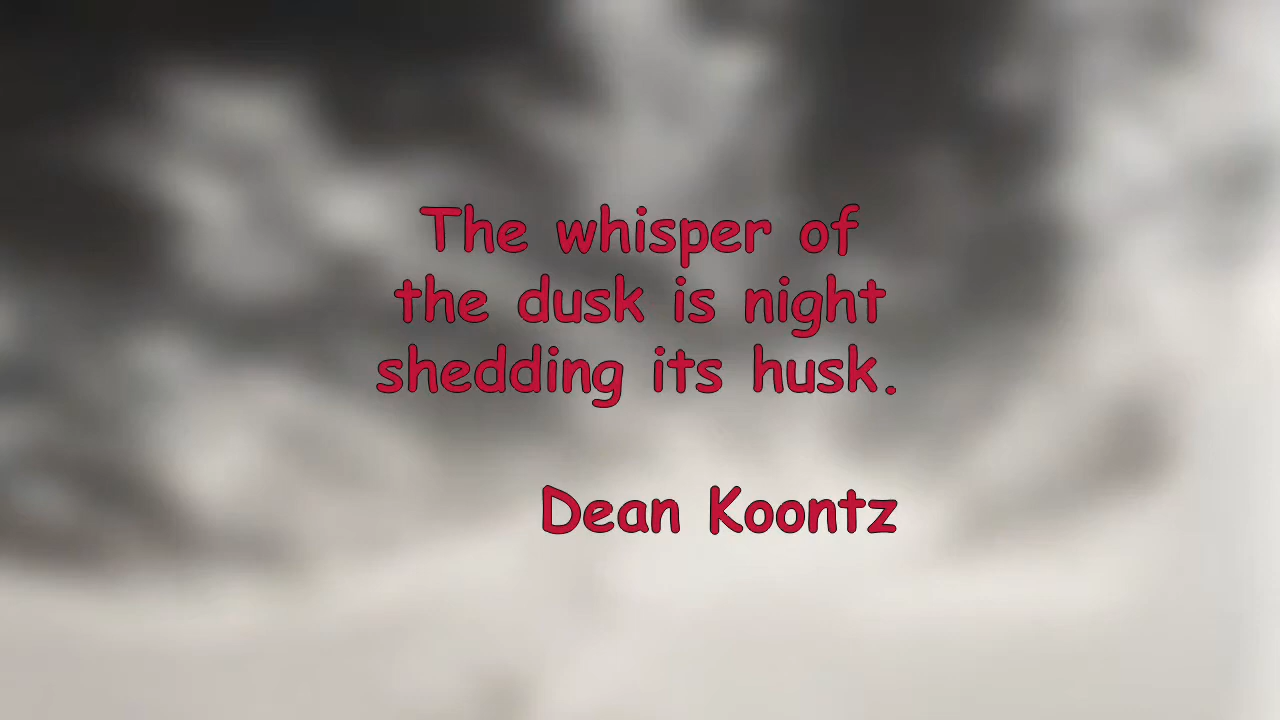 The whisper of
the dusk is night
shedding its husk.
Dean Koontz